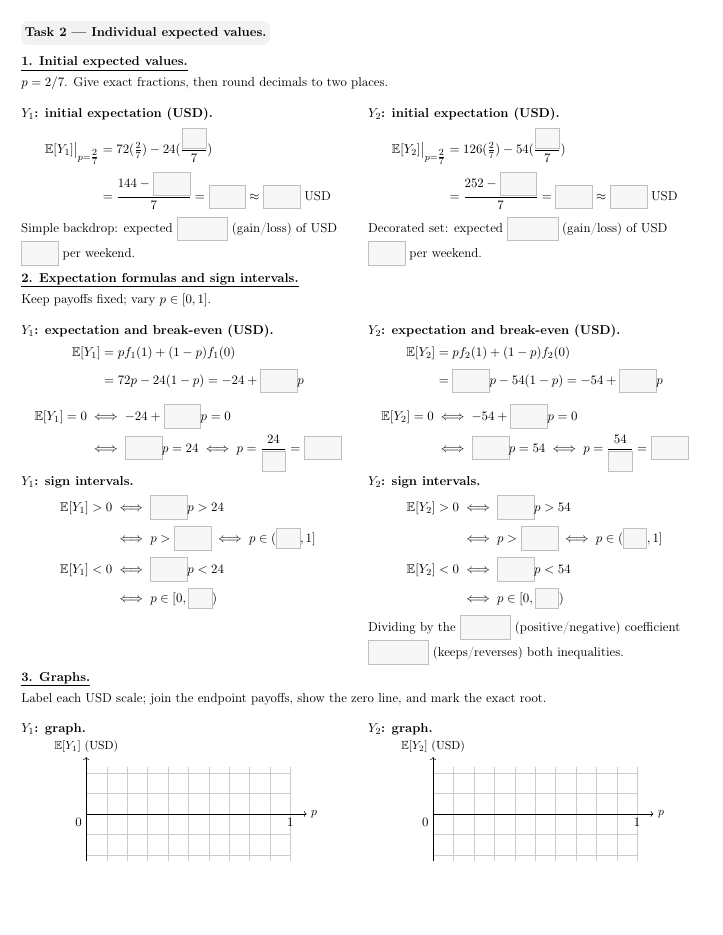 Task 2 — Individual expected values.
1. Initial expected values.
p = 2/7. Give exact fractions, then round decimals to two places.
Y₁: initial expectation (USD).
𝔼[Y₁]|_{p=2/7} = 72(2/7) − 24( /7)
= (144 − )/7 = ≈ USD
Simple backdrop: expected (gain/loss) of USD
per weekend.
Y₂: initial expectation (USD).
𝔼[Y₂]|_{p=2/7} = 126(2/7) − 54( /7)
= (252 − )/7 = ≈ USD
Decorated set: expected (gain/loss) of USD
per weekend.
2. Expectation formulas and sign intervals.
Keep payoffs fixed; vary p ∈ [0, 1].
Y₁: expectation and break-even (USD).
𝔼[Y₁] = pf₁(1) + (1 − p)f₁(0)
= 72p − 24(1 − p) = −24 + p
𝔼[Y₁] = 0 ⟺ −24 + p = 0
⟺ p = 24 ⟺ p = 24/ =
Y₁: sign intervals.
𝔼[Y₁] > 0 ⟺ p > 24
⟺ p > ⟺ p ∈ ( , 1]
𝔼[Y₁] < 0 ⟺ p < 24
⟺ p ∈ [0, )
Y₂: expectation and break-even (USD).
𝔼[Y₂] = pf₂(1) + (1 − p)f₂(0)
= p − 54(1 − p) = −54 + p
𝔼[Y₂] = 0 ⟺ −54 + p = 0
⟺ p = 54 ⟺ p = 54/ =
Y₂: sign intervals.
𝔼[Y₂] > 0 ⟺ p > 54
⟺ p > ⟺ p ∈ ( , 1]
𝔼[Y₂] < 0 ⟺ p < 54
⟺ p ∈ [0, )
Dividing by the (positive/negative) coefficient
(keeps/reverses) both inequalities.
3. Graphs.
Label each USD scale; join the endpoint payoffs, show the zero line, and mark the exact root.
Y₁: graph.
𝔼[Y₁] (USD)
p
0 1
Y₂: graph.
𝔼[Y₂] (USD)
p
0 1